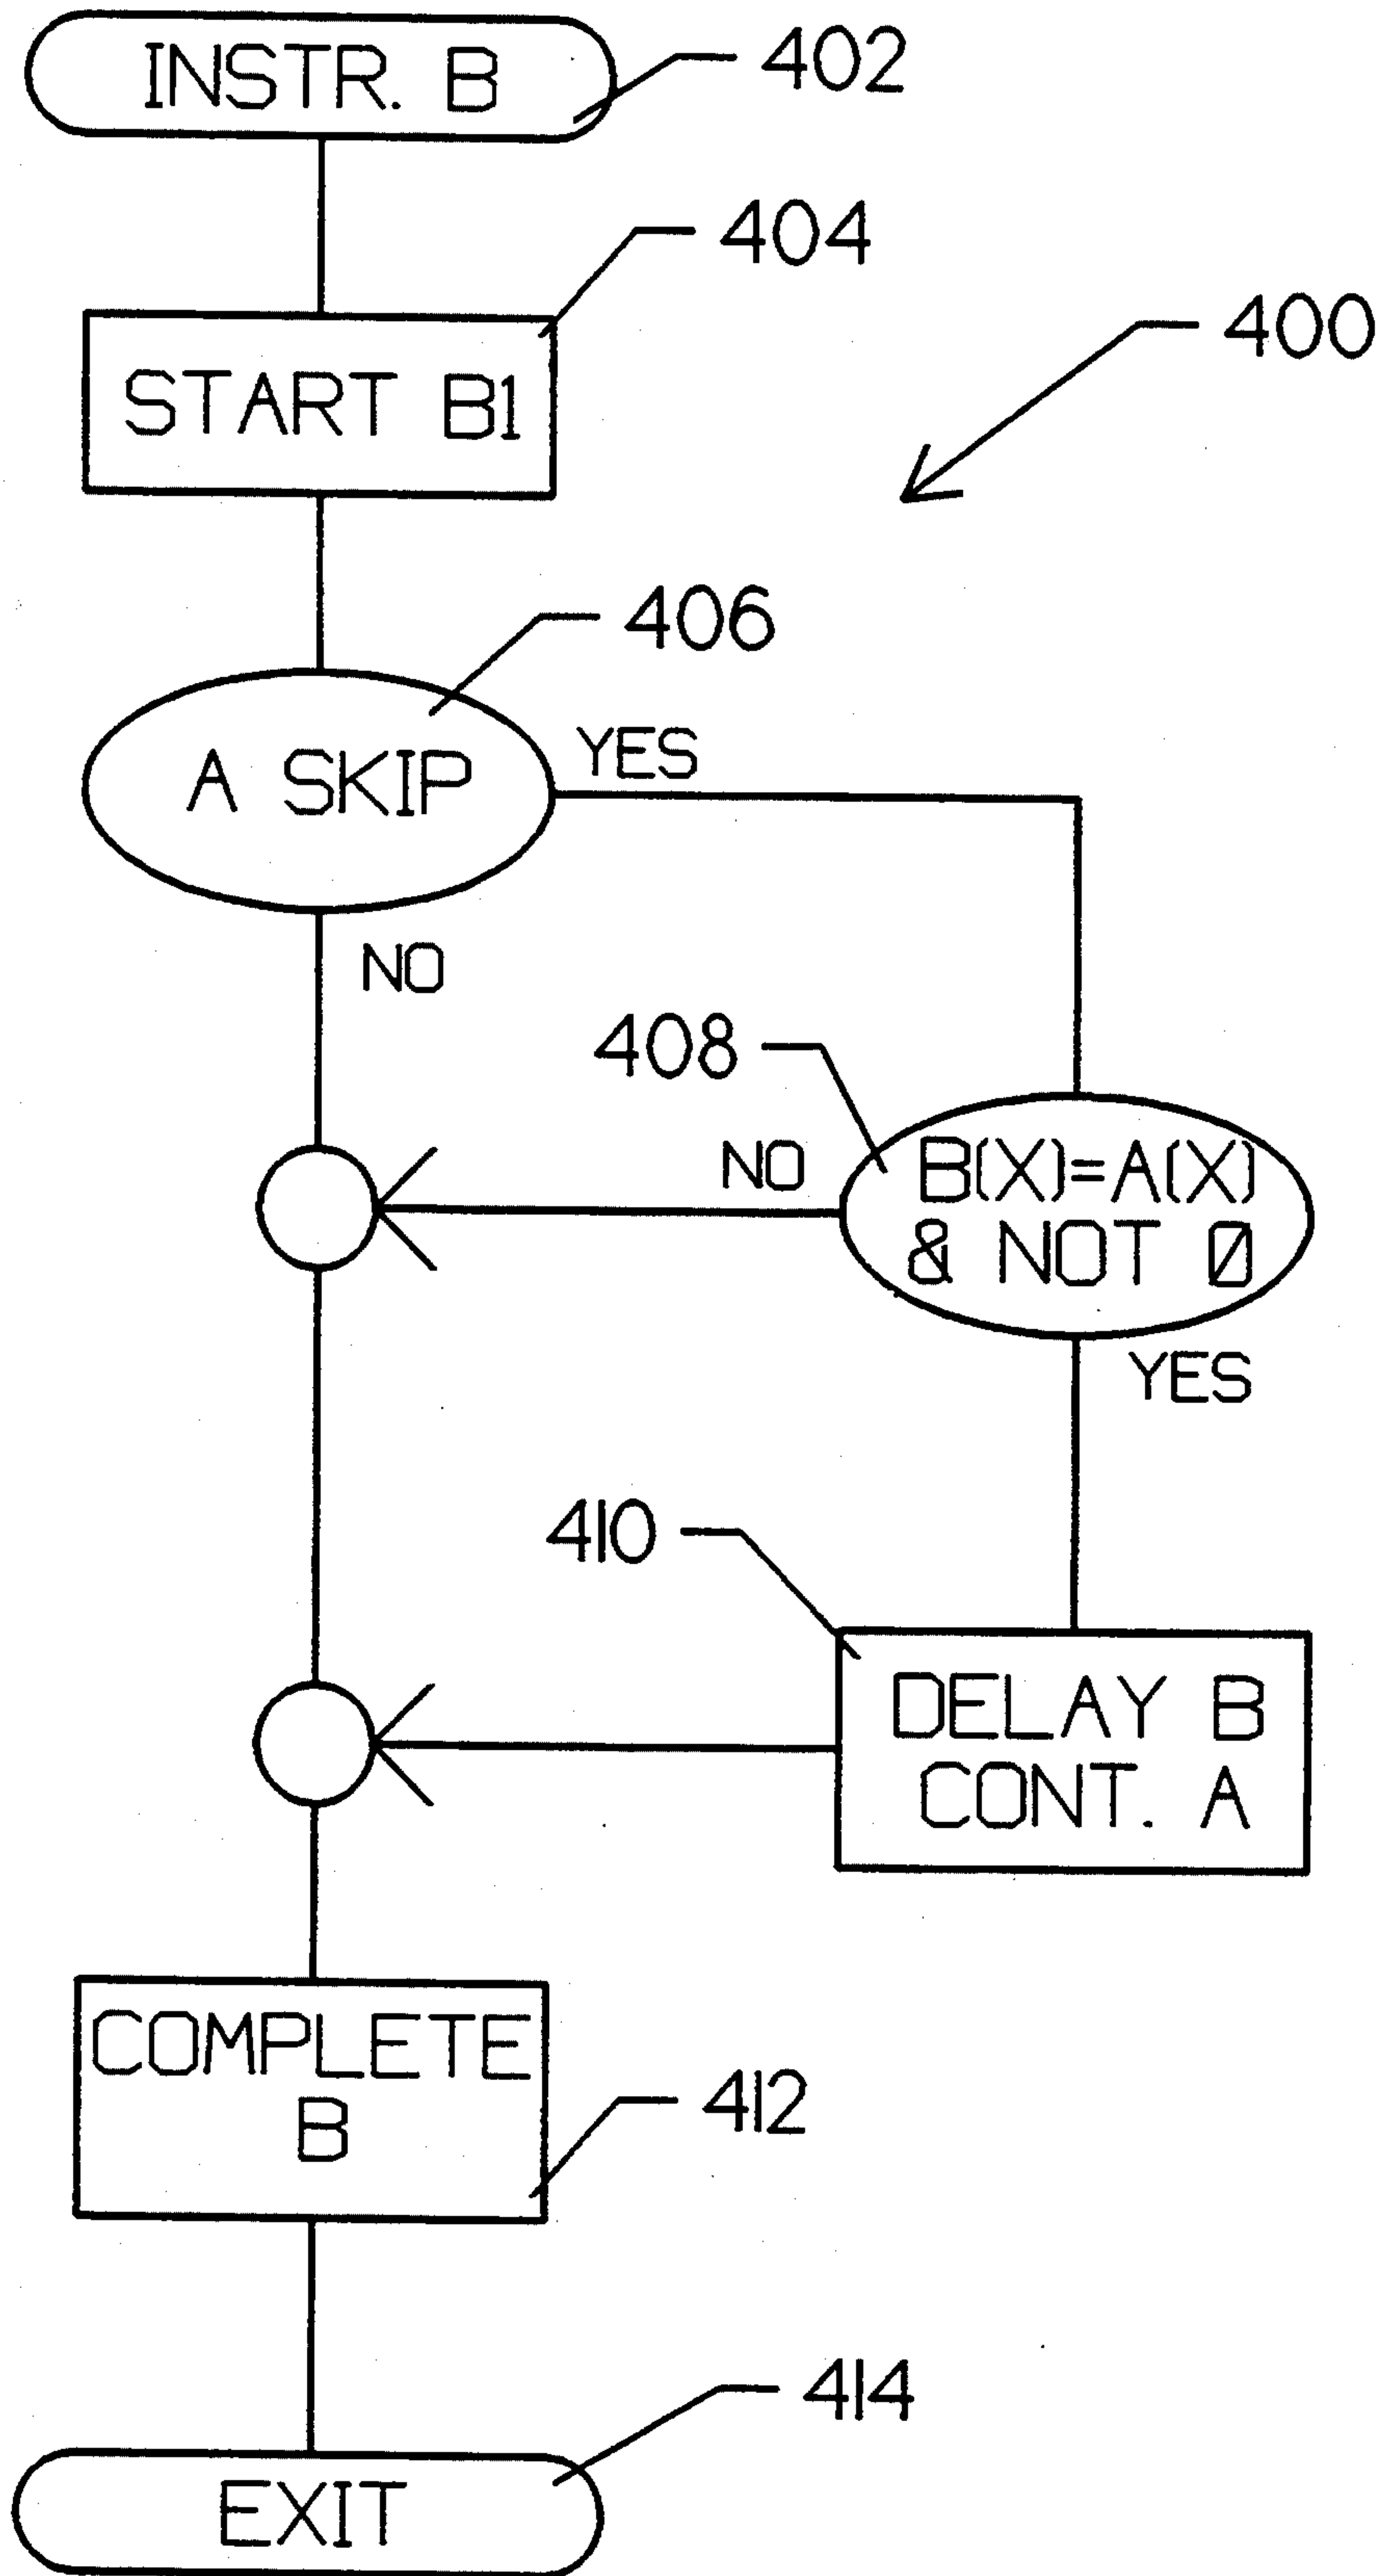 INSTR. B
402
404
START B1
400
406
A SKIP
YES
NO
408
NO
B(X)=A(X)
& NOT 0
YES
410
DELAY B
CONT. A
COMPLETE
B
412
414
EXIT